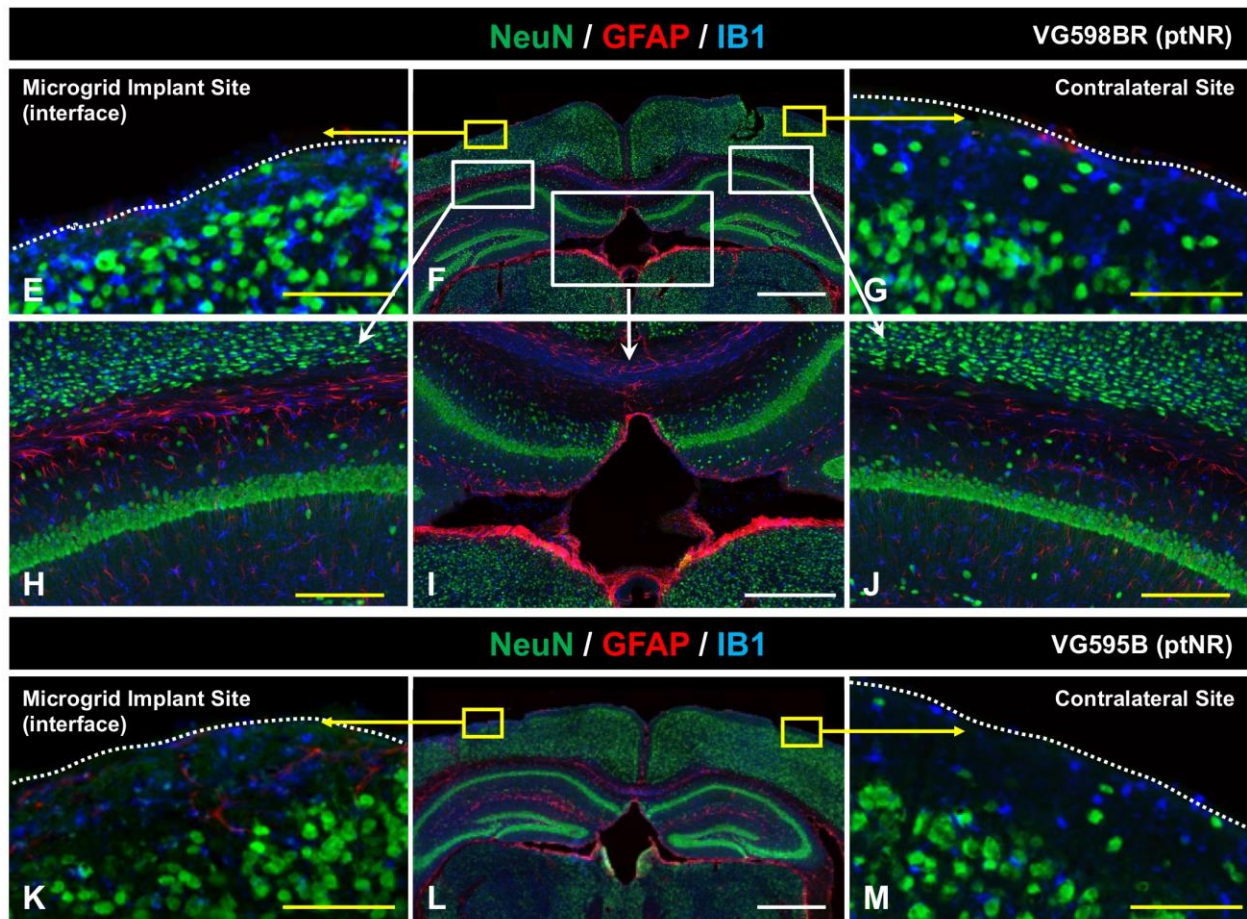 NeuN / GFAP / IB1
VG598BR (ptNR)
Microgrid Implant Site
(interface)
Contralateral Site
E
F
G
H
I
J
NeuN / GFAP / IB1
VG595B (ptNR)
Microgrid Implant Site
(interface)
Contralateral Site
K
L
M